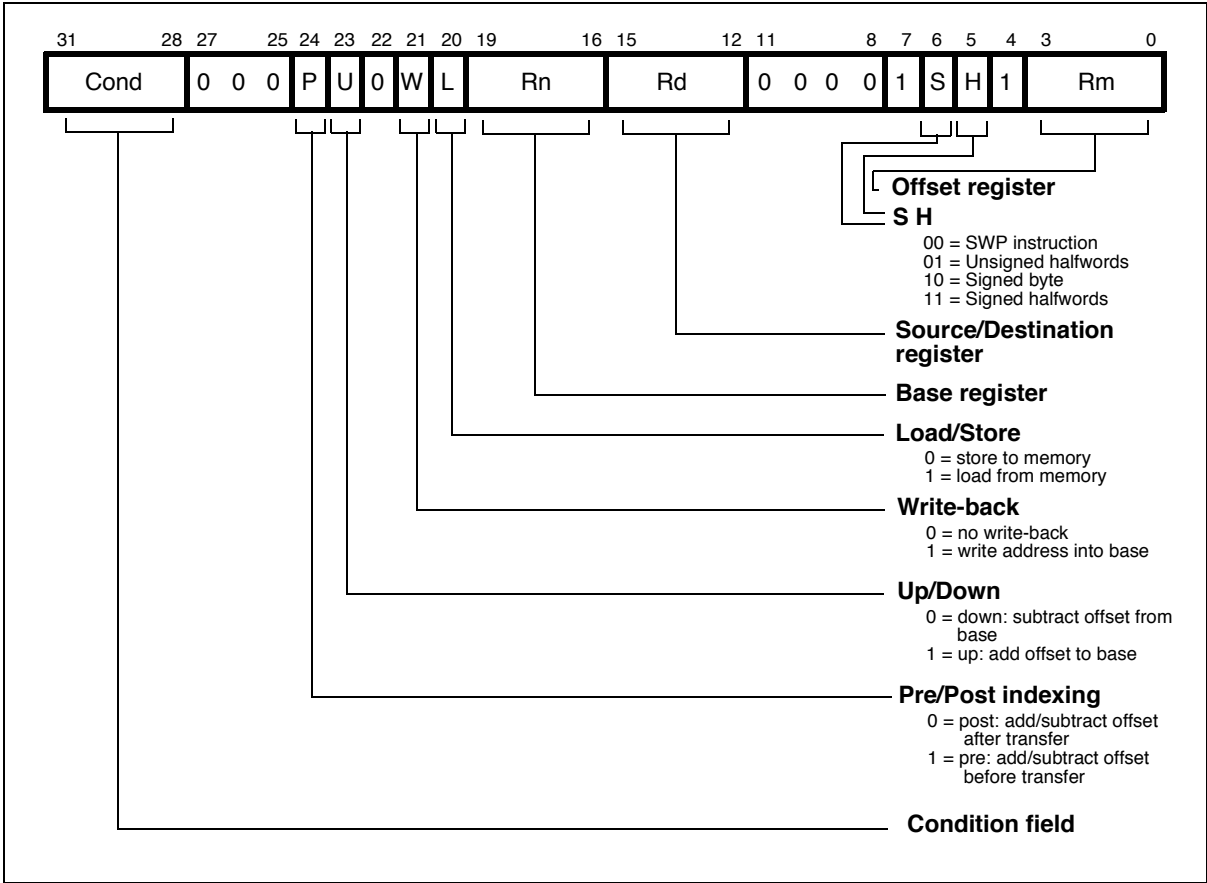 31 28 27 25 24 23 22 21 20 19 16 15 12 11 8 7 6 5 4 3 0
Cond 0 0 0 P U 0 W L Rn Rd 0 0 0 0 1 S H 1 Rm
Offset register
S H
00 = SWP instruction
01 = Unsigned halfwords
10 = Signed byte
11 = Signed halfwords
Source/Destination
register
Base register
Load/Store
0 = store to memory
1 = load from memory
Write-back
0 = no write-back
1 = write address into base
Up/Down
0 = down: subtract offset from
base
1 = up: add offset to base
Pre/Post indexing
0 = post: add/subtract offset
after transfer
1 = pre: add/subtract offset
before transfer
Condition field